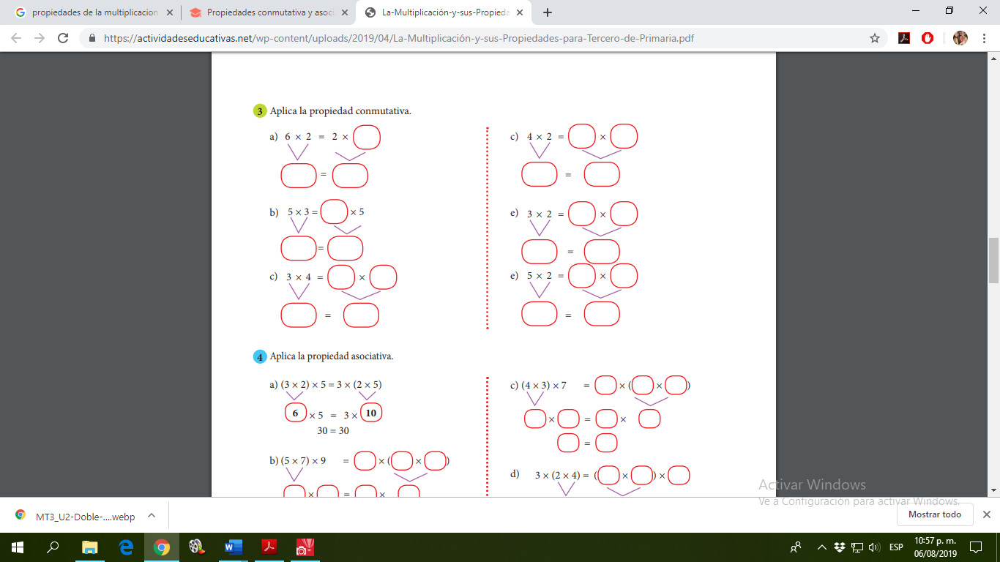 propiedades de la multiplicacion
Propiedades conmutativa y asoci
La-Multiplicación-y-sus-Propieda
https://actividadeseducativas.net/wp-content/uploads/2019/04/La-Multiplicación-y-sus-Propiedades-para-Tercero-de-Primaria.pdf
3 Aplica la propiedad conmutativa.
a) 6 × 2 = 2 ×
=
b) 5 × 3 = × 5
=
c) 3 × 4 = ×
=
c) 4 × 2 = ×
=
e) 3 × 2 = ×
=
e) 5 × 2 = ×
=
4 Aplica la propiedad asociativa.
a) (3 × 2) × 5 = 3 × (2 × 5)
6 × 5 = 3 × 10
30 = 30
b) (5 × 7) × 9 = × ( × )
× = ×
c) (4 × 3) × 7 = × ( × )
× = ×
=
d) 3 × (2 × 4) = ( × ) ×
Activar Windows
Ve a Configuración para activar Windows.
MT3_U2-Doble-....webp
Mostrar todo
ESP
10:57 p. m.
06/08/2019